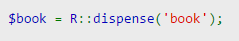 $book = R::dispense('book');